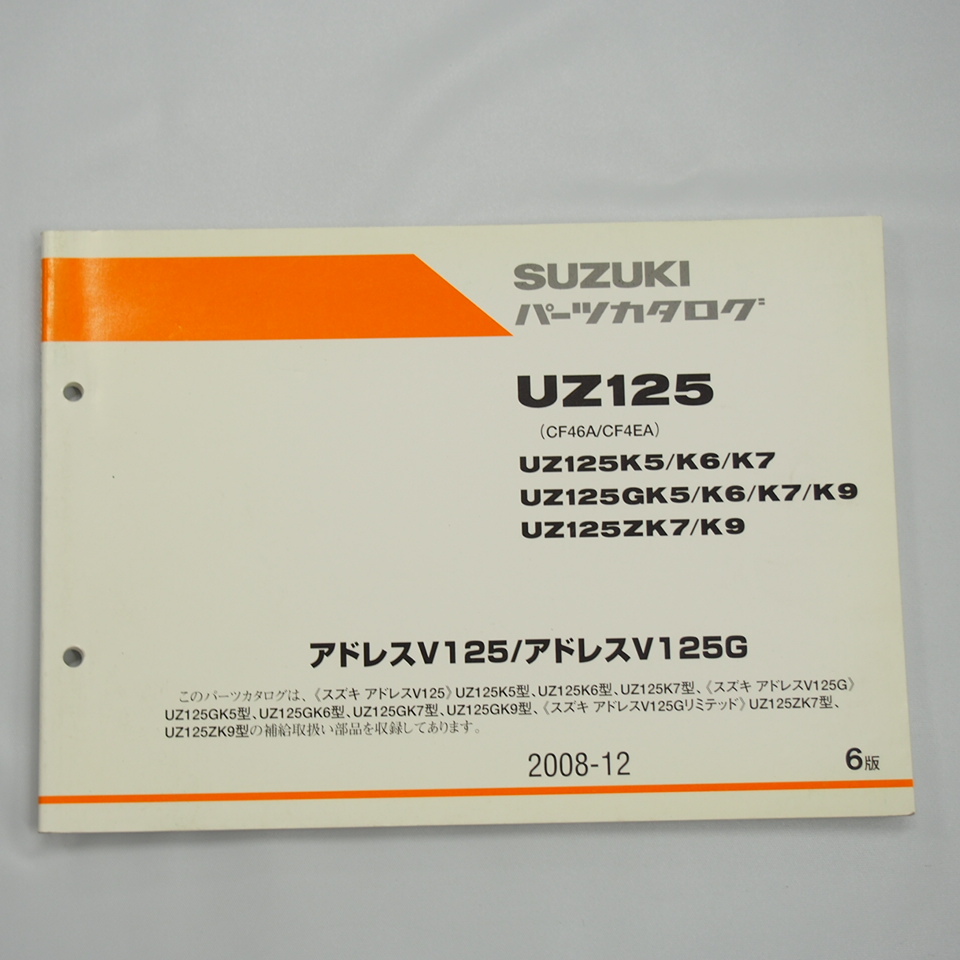 SUZUKI
パーツカタログ
UZ125
（CF46A/CF4EA）
UZ125K5/K6/K7
UZ125GK5/K6/K7/K9
UZ125ZK7/K9
アドレスV125/アドレスV125G
このパーツカタログは、《スズキ アドレスV125》UZ125K5型、UZ125K6型、UZ125K7型、《スズキ アドレスV125G》
UZ125GK5型、UZ125GK6型、UZ125GK7型、UZ125GK9型、《スズキ アドレスV125Gリミテッド》UZ125ZK7型、
UZ125ZK9型の補給取扱い部品を収録してあります。
2008-12
6版